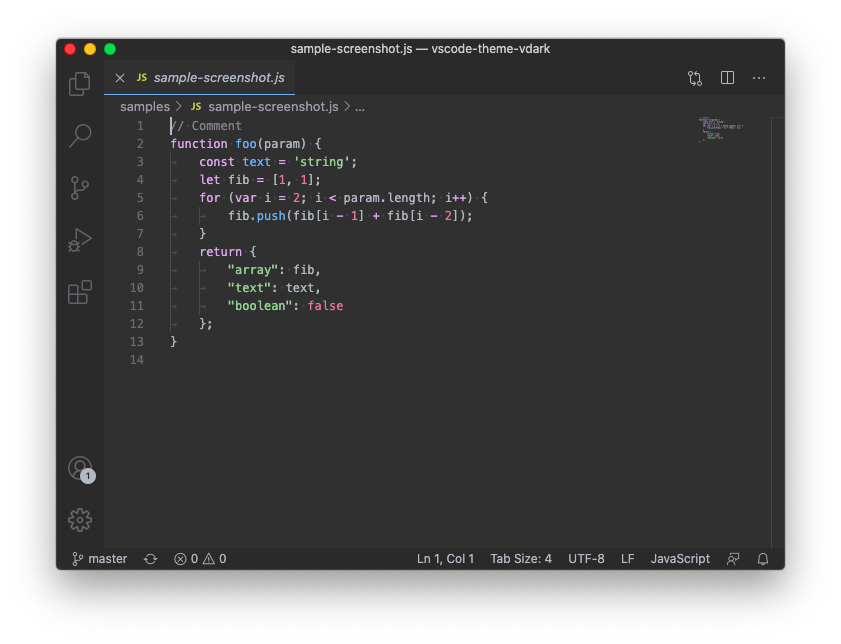 sample-screenshot.js — vscode-theme-vdark
JS sample-screenshot.js
samples > JS sample-screenshot.js > ...
1 // Comment
2 function foo(param) {
3 const text = 'string';
4 let fib = [1, 1];
5 for (var i = 2; i < param.length; i++) {
6 fib.push(fib[i - 1] + fib[i - 2]);
7 }
8 return {
9 "array": fib,
10 "text": text,
11 "boolean": false
12 };
13 }
14
1
master 0 0 Ln 1, Col 1 Tab Size: 4 UTF-8 LF JavaScript